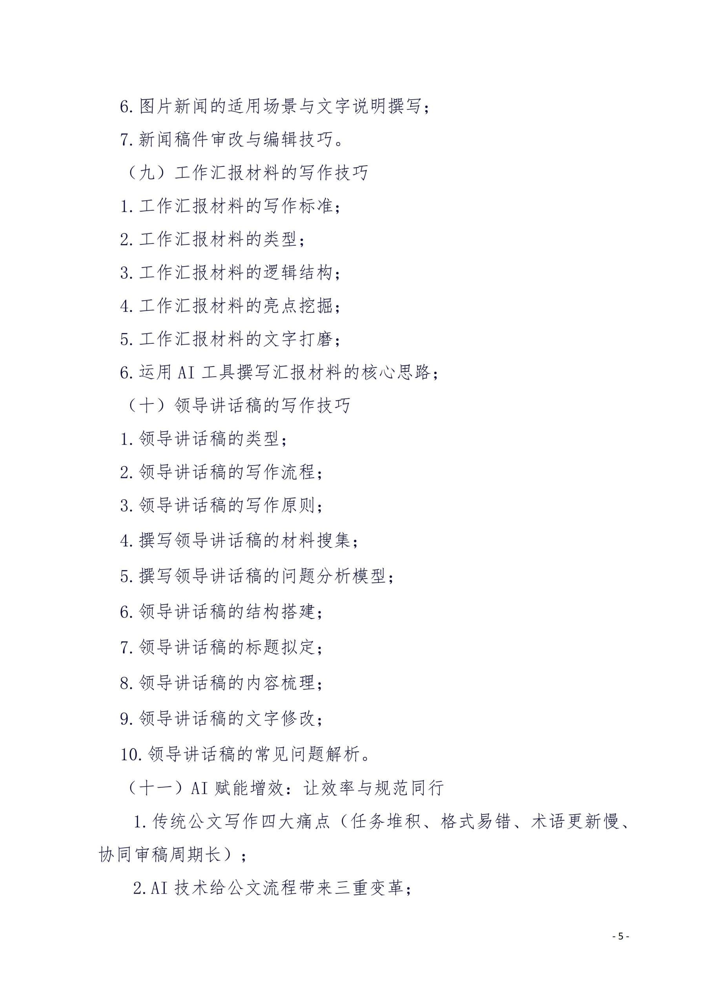 6.图片新闻的适用场景与文字说明撰写；
7.新闻稿件审改与编辑技巧。
（九）工作汇报材料的写作技巧
1.工作汇报材料的写作标准；
2.工作汇报材料的类型；
3.工作汇报材料的逻辑结构；
4.工作汇报材料的亮点挖掘；
5.工作汇报材料的文字打磨；
6.运用 AI 工具撰写汇报材料的核心思路；
（十）领导讲话稿的写作技巧
1.领导讲话稿的类型；
2.领导讲话稿的写作流程；
3.领导讲话稿的写作原则；
4.撰写领导讲话稿的材料搜集；
5.撰写领导讲话稿的问题分析模型；
6.领导讲话稿的结构搭建；
7.领导讲话稿的标题拟定；
8.领导讲话稿的内容梳理；
9.领导讲话稿的文字修改；
10.领导讲话稿的常见问题解析。
（十一）AI 赋能增效：让效率与规范同行
1.传统公文写作四大痛点（任务堆积、格式易错、术语更新慢、
协同审稿周期长）；
2.AI 技术给公文流程带来三重变革；
- 5 -